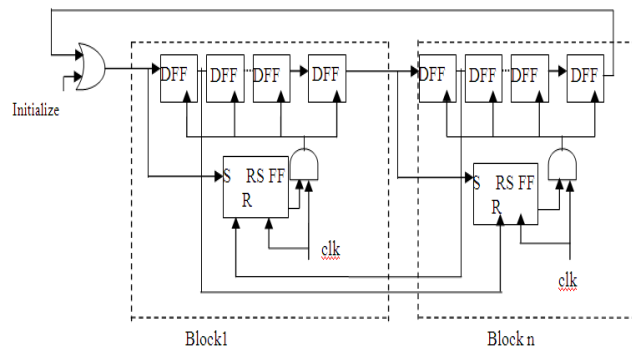 DFF DFF DFF DFF DFF DFF DFF DFF
Initialize
S RS FF
R
S RS FF
R
clk
clk
Block1 Block n